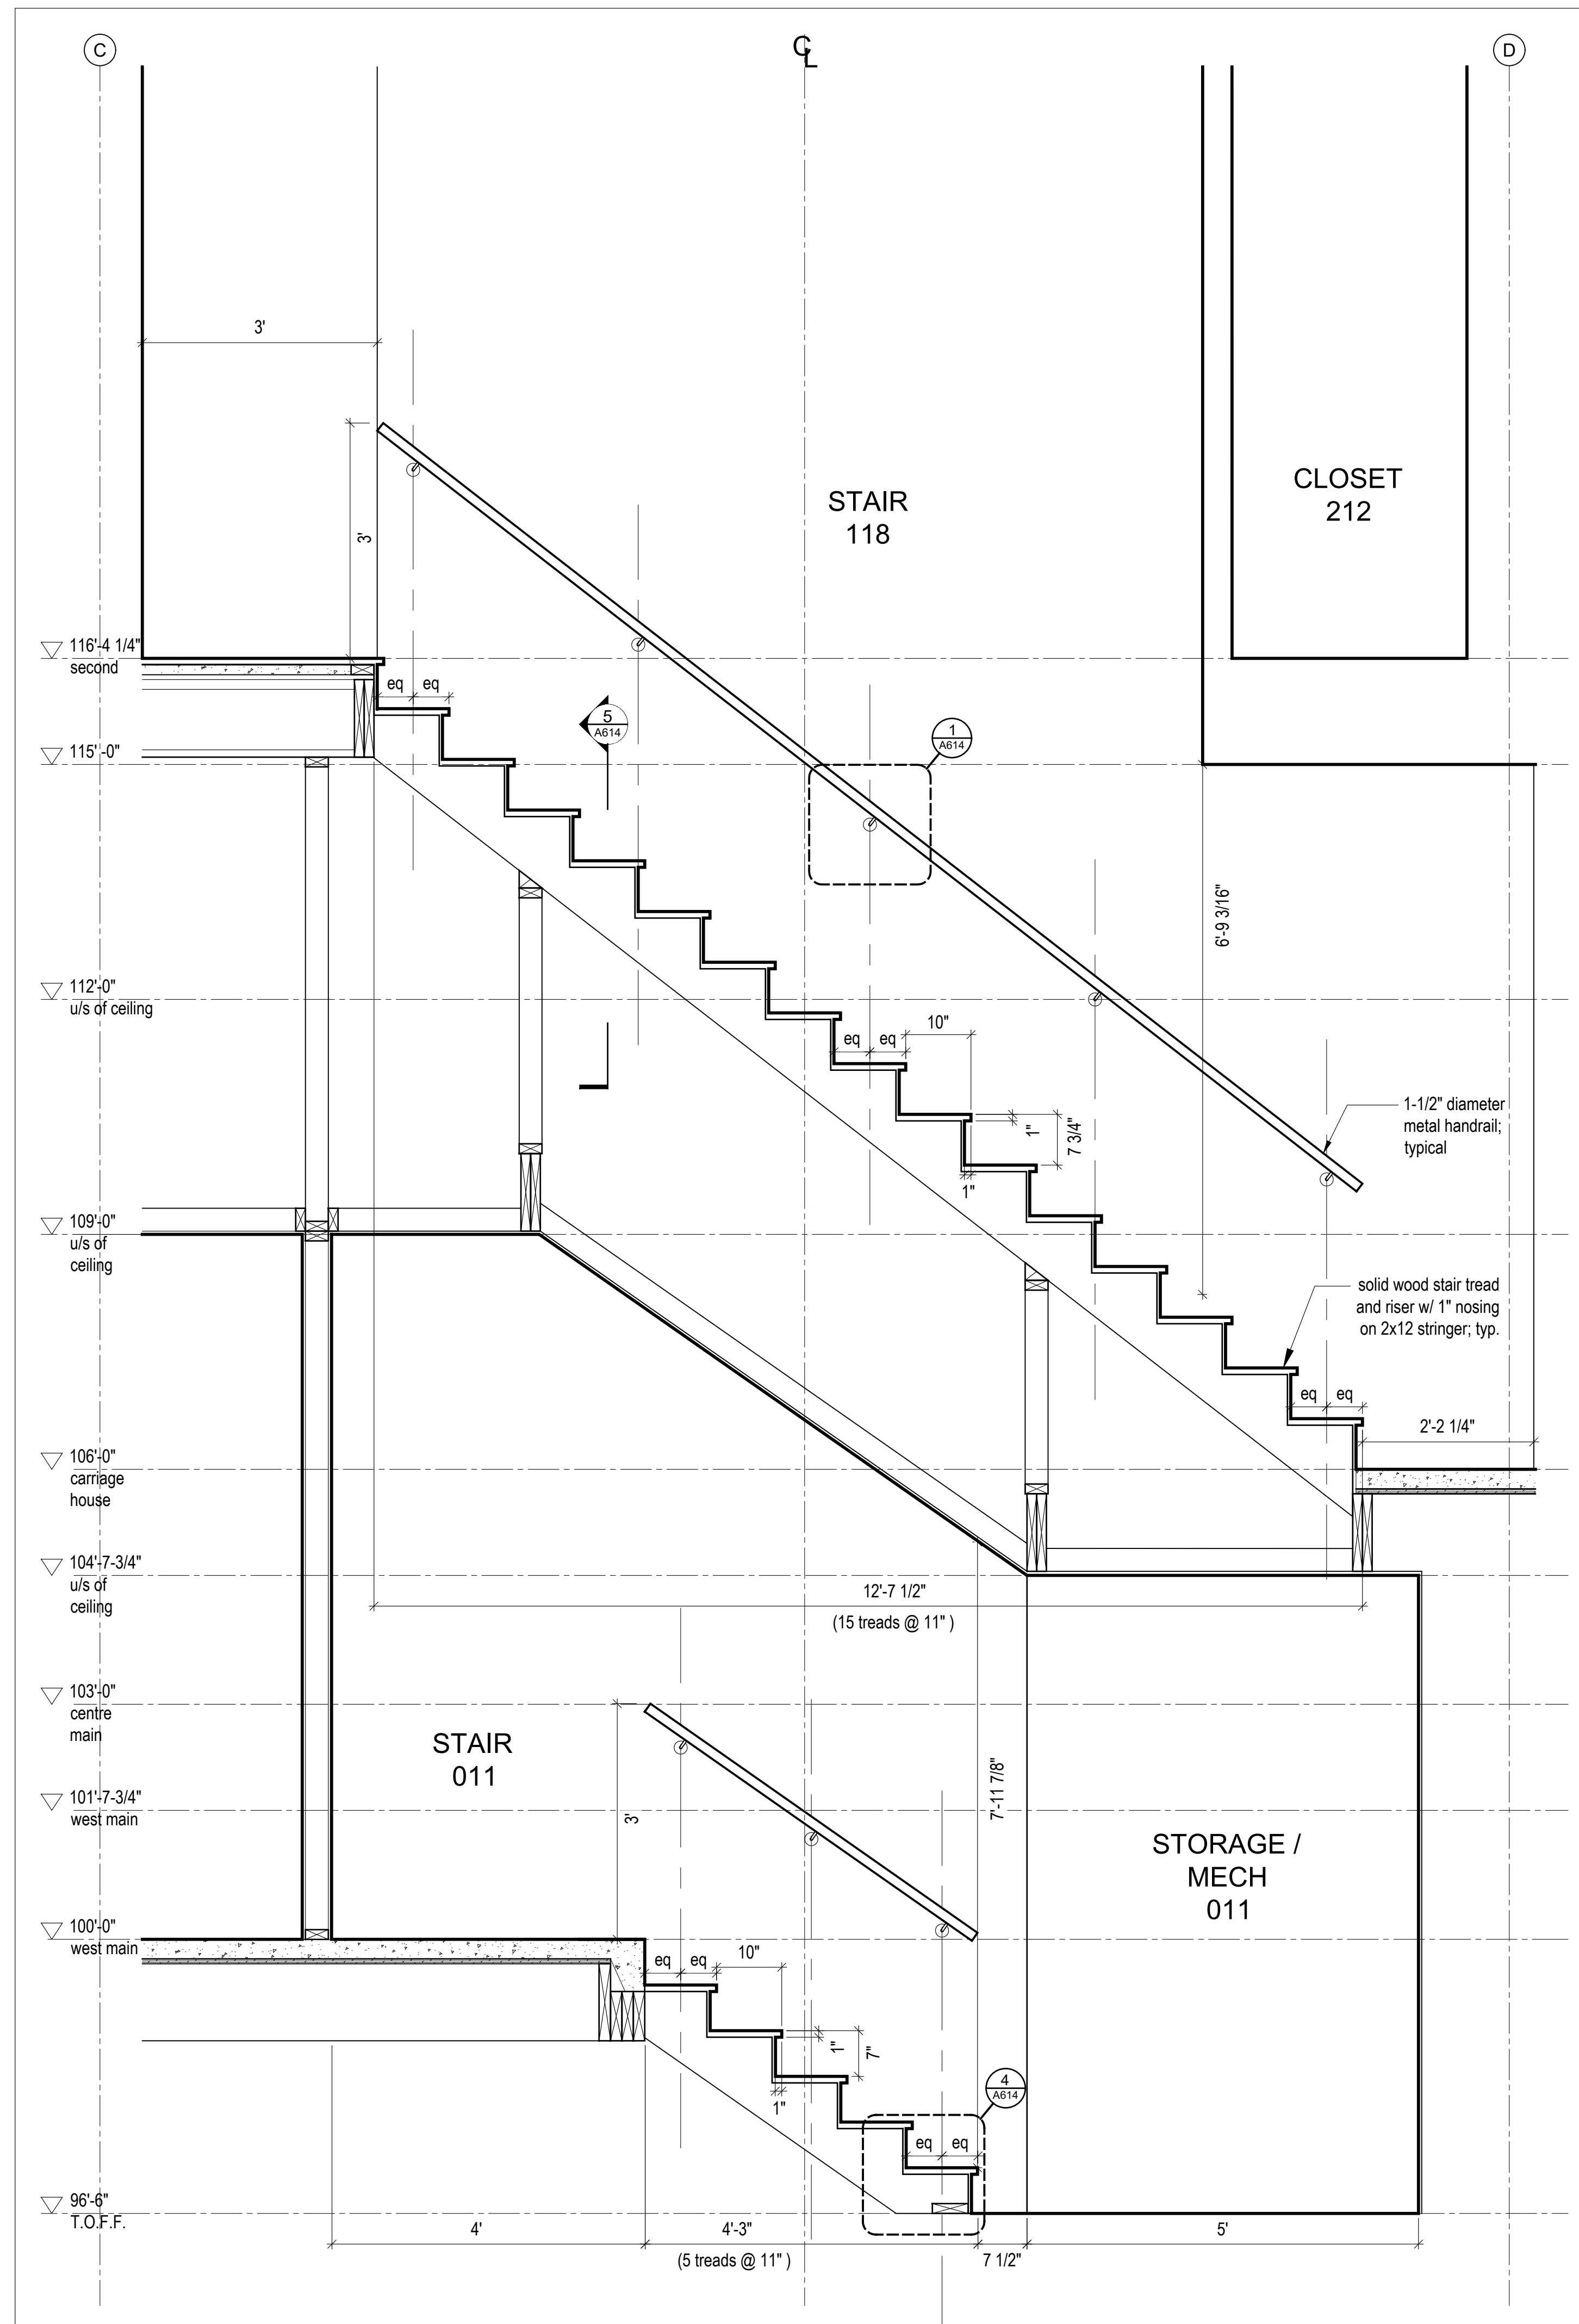 C
CL
D
3'
3'
STAIR
118
CLOSET
212
116'-4 1/4"
second
eq
eq
5
A614
1
A614
115' -0"
6'-9 3/16"
112'-0"
u/s of ceiling
eq
eq
10"
1"
7 3/4"
1"
1-1/2" diameter
metal handrail;
typical
109'-0"
u/s of
ceiling
solid wood stair tread
and riser w/ 1" nosing
on 2x12 stringer; typ.
eq
eq
2'-2 1/4"
106'-0"
carriage
house
104'-7-3/4"
u/s of
ceiling
12'-7 1/2"
(15 treads @ 11" )
103'-0"
centre
main
STAIR
011
3'
7'-11 7/8"
101'-7-3/4"
west main
STORAGE /
MECH
011
100'-0"
west main
eq
eq
10"
1"
7"
1"
4
A614
eq
eq
96'-6"
T.O.F.F.
4'
4'-3"
(5 treads @ 11" )
7 1/2"
5'